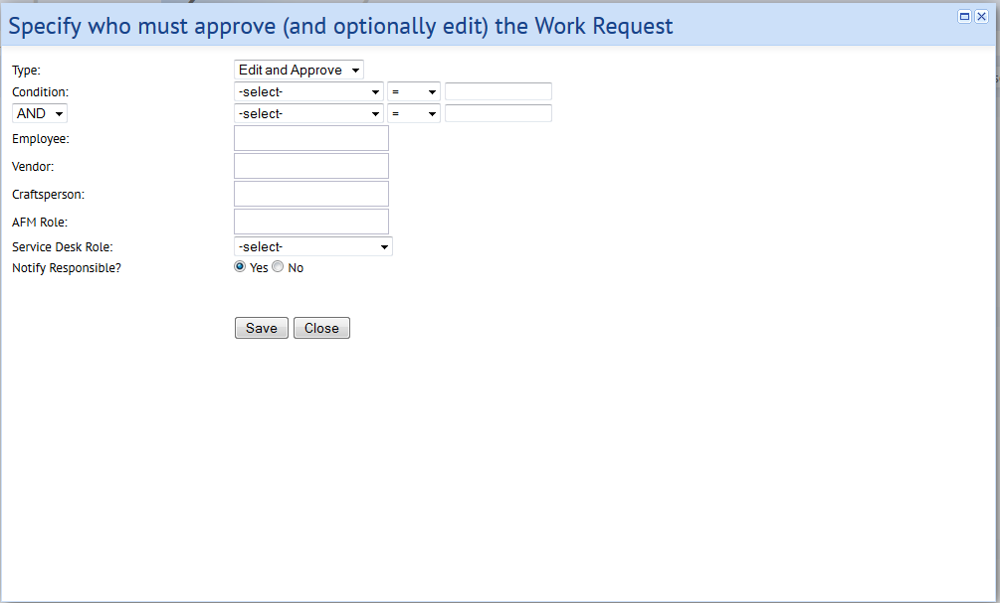 Specify who must approve (and optionally edit) the Work Request
Type: Edit and Approve
Condition: -select- =
AND -select- =
Employee:
Vendor:
Craftsperson:
AFM Role:
Service Desk Role: -select-
Notify Responsible? Yes No
Save Close